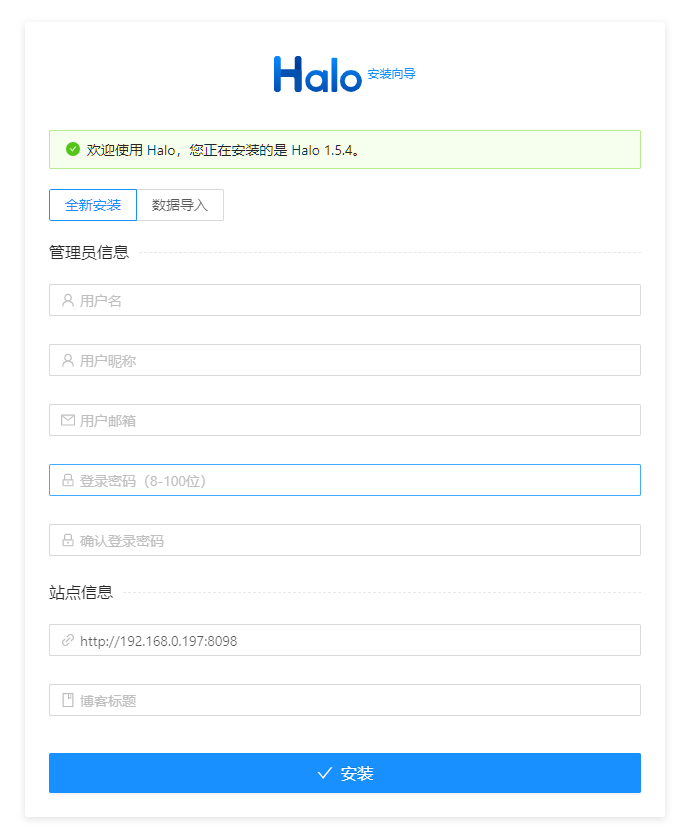 Halo 安装向导
欢迎使用 Halo，您正在安装的是 Halo 1.5.4。
全新安装 数据导入
管理员信息
用户名
用户昵称
用户邮箱
登录密码（8-100位）
确认登录密码
站点信息
http://192.168.0.197:8098
博客标题
安装